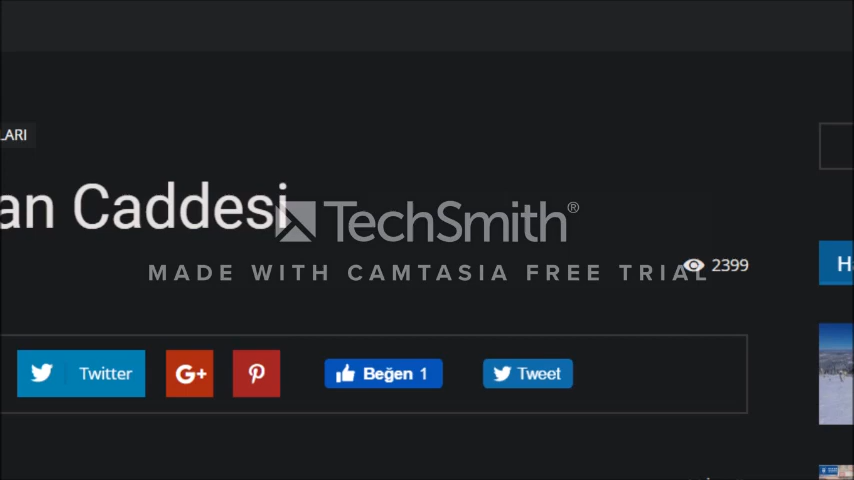 LARI
an Caddesi
TechSmith®
MADE WITH CAMTASIA FREE TRIAL
2399
H
Twitter
G+
Beğen 1
Tweet